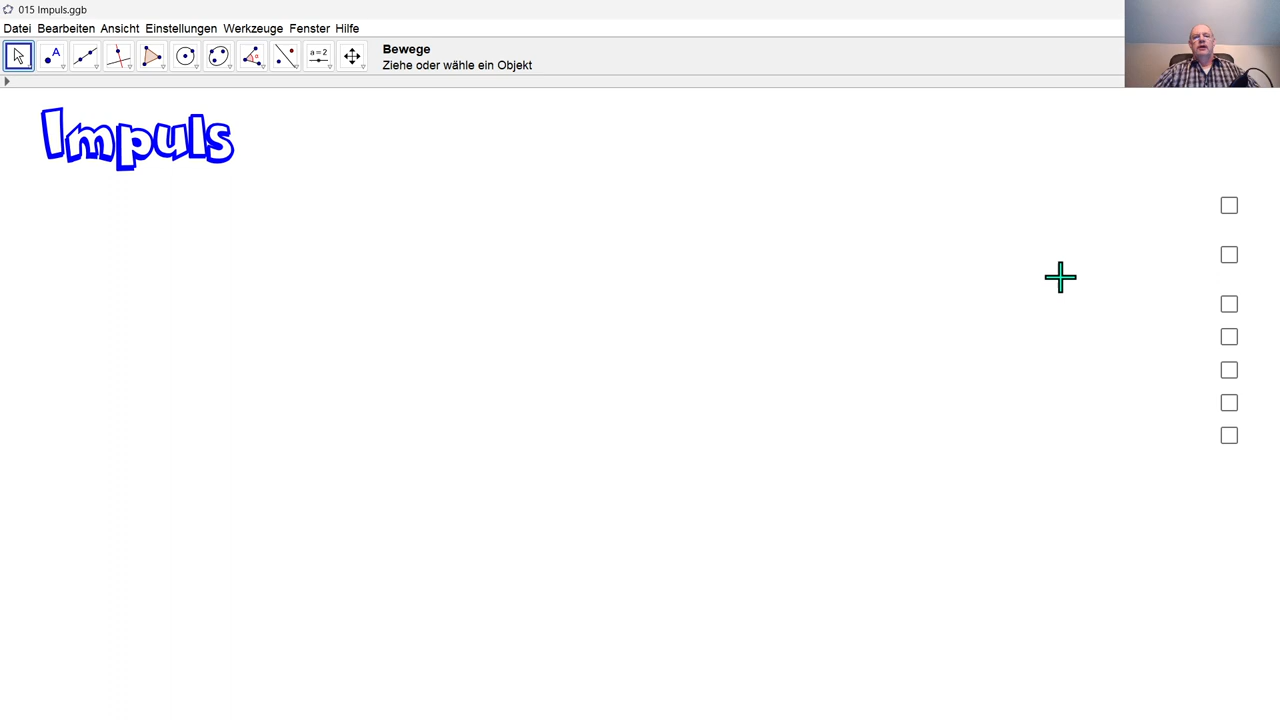 015 Impuls.ggb
Datei Bearbeiten Ansicht Einstellungen Werkzeuge Fenster Hilfe
A
a=2
Bewege
Ziehe oder wähle ein Objekt
Impuls